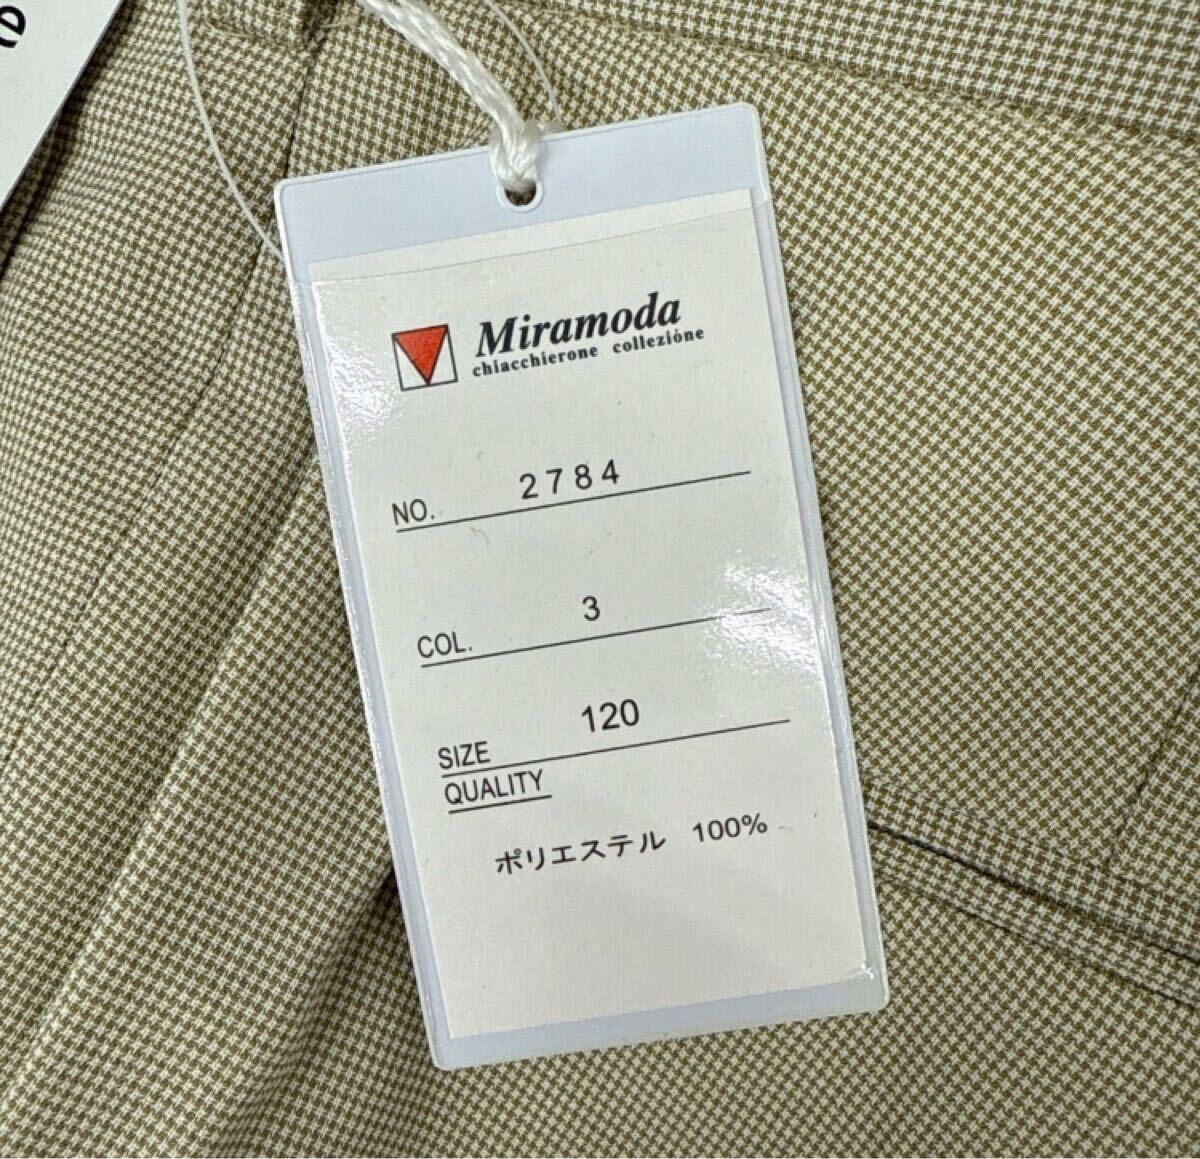 e
Miramoda
chiacchierone collezióne
NO. 2784
COL. 3
SIZE 120
QUALITY
ポリエステル 100%